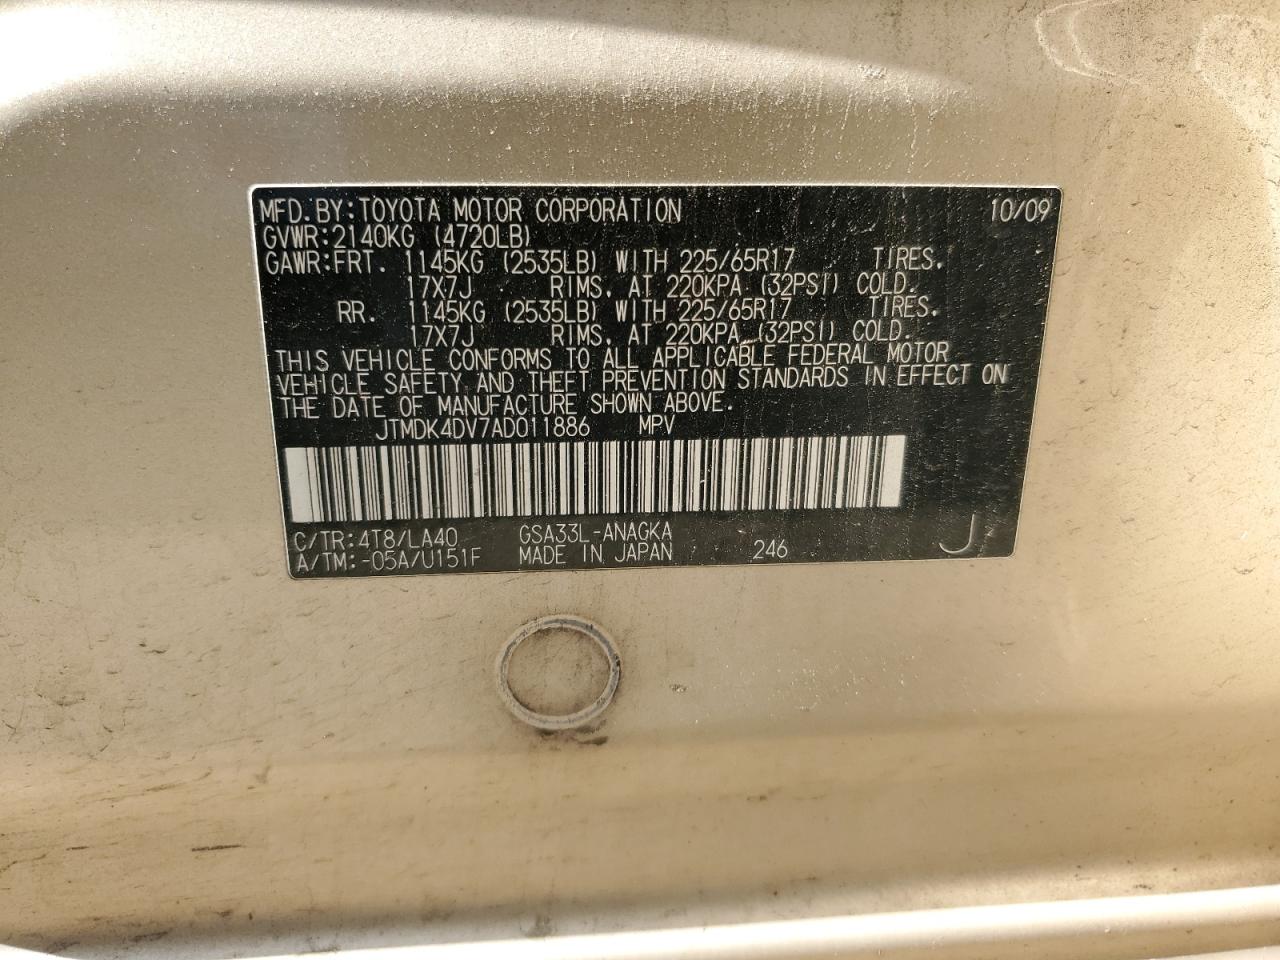 MFD.BY:TOYOTA MOTOR CORPORATION 10/09
GVWR:2140KG (4720LB)
GAWR:FRT. 1145KG (2535LB) WITH 225/65R17 TIRES.
17X7J RIMS, AT 220KPA (32PSI) COLD.
RR. 1145KG (2535LB) WITH 225/65R17 TIRES.
17X7J RIMS, AT 220KPA (32PSI) COLD.
THIS VEHICLE CONFORMS TO ALL APPLICABLE FEDERAL MOTOR
VEHICLE SAFETY AND THEFT PREVENTION STANDARDS IN EFFECT ON
THE DATE OF MANUFACTURE SHOWN ABOVE.
JTMDK4DV7AD011886 MPV
C/TR:4T8/LA40 GSA33L-ANAGKA
A/TM:-05A/U151F MADE IN JAPAN 246 J